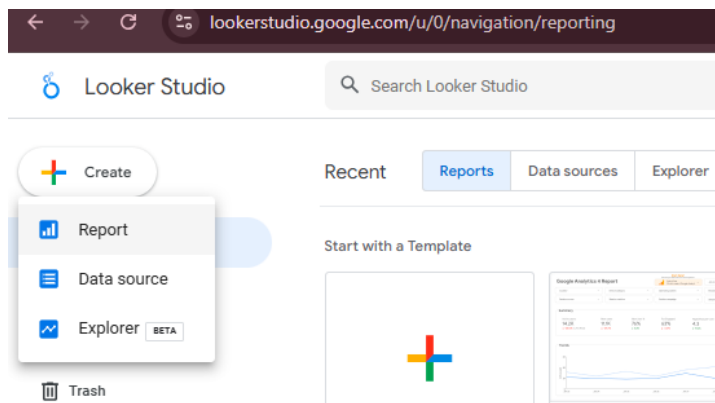 lookerstudio.google.com/u/0/navigation/reporting
Looker Studio
Search Looker Studio
Create
Recent
Reports
Data sources
Explorer
Report
Data source
Explorer BETA
Trash
Start with a Template
Google Analytics 4 Report